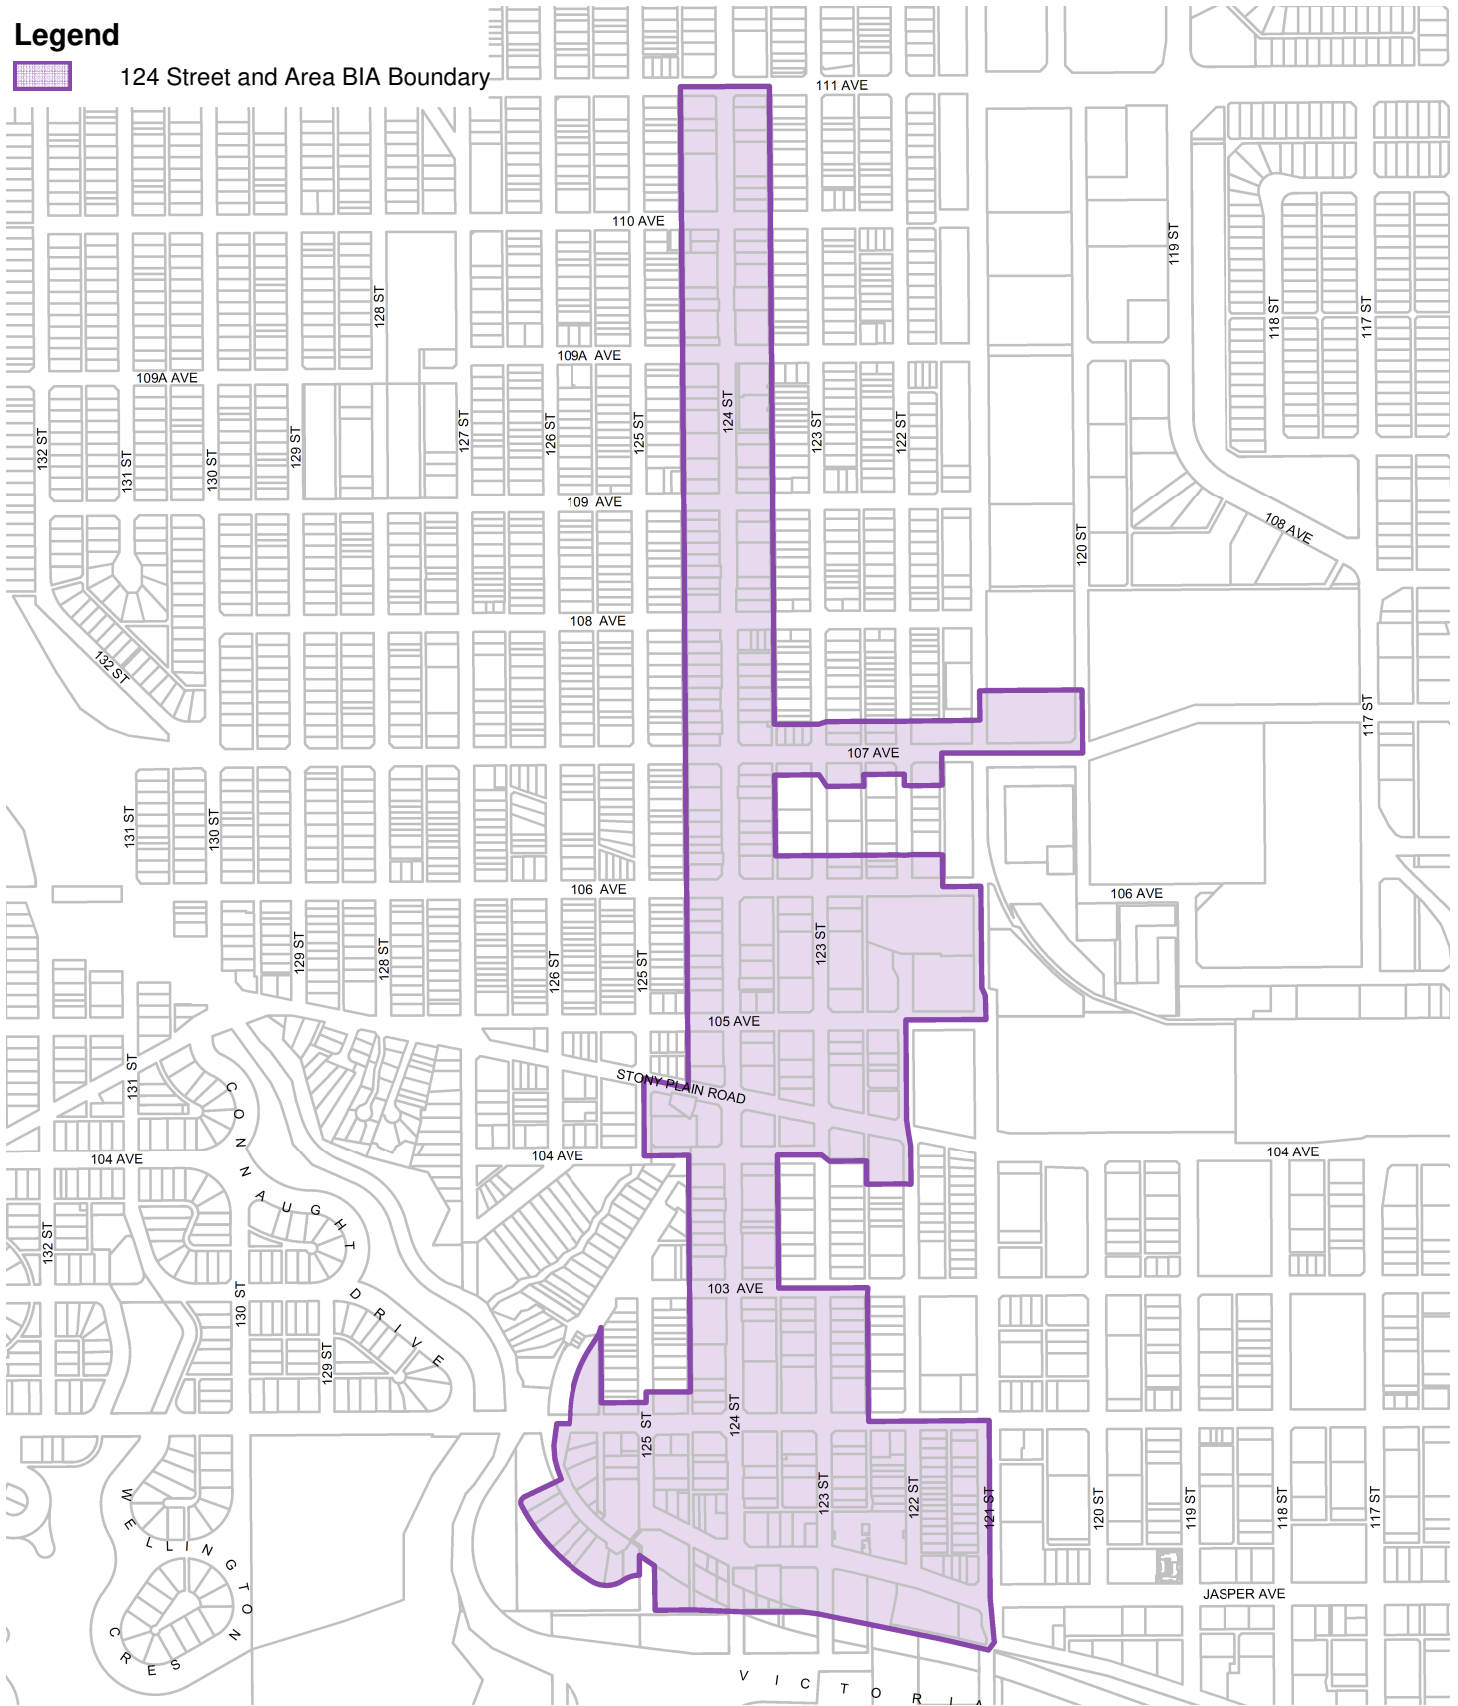 Legend
124 Street and Area BIA Boundary
111 AVE
110 AVE
119 ST
128 ST
118 ST
117 ST
109A AVE
109A AVE
124 ST
132 ST
131 ST
130 ST
129 ST
127 ST
126 ST
125 ST
123 ST
122 ST
109 AVE
108 AVE
120 ST
108 AVE
132 ST
117 ST
107 AVE
131 ST
130 ST
106 AVE
106 AVE
129 ST
128 ST
126 ST
125 ST
123 ST
105 AVE
STONY PLAIN ROAD
131 ST
CONNAUGHT DRIVE
104 AVE
104 AVE
104 AVE
132 ST
130 ST
103 AVE
129 ST
125 ST
124 ST
123 ST
122 ST
121 ST
120 ST
119 ST
118 ST
117 ST
WELLINGTON CRES
JASPER AVE
VICTORIA